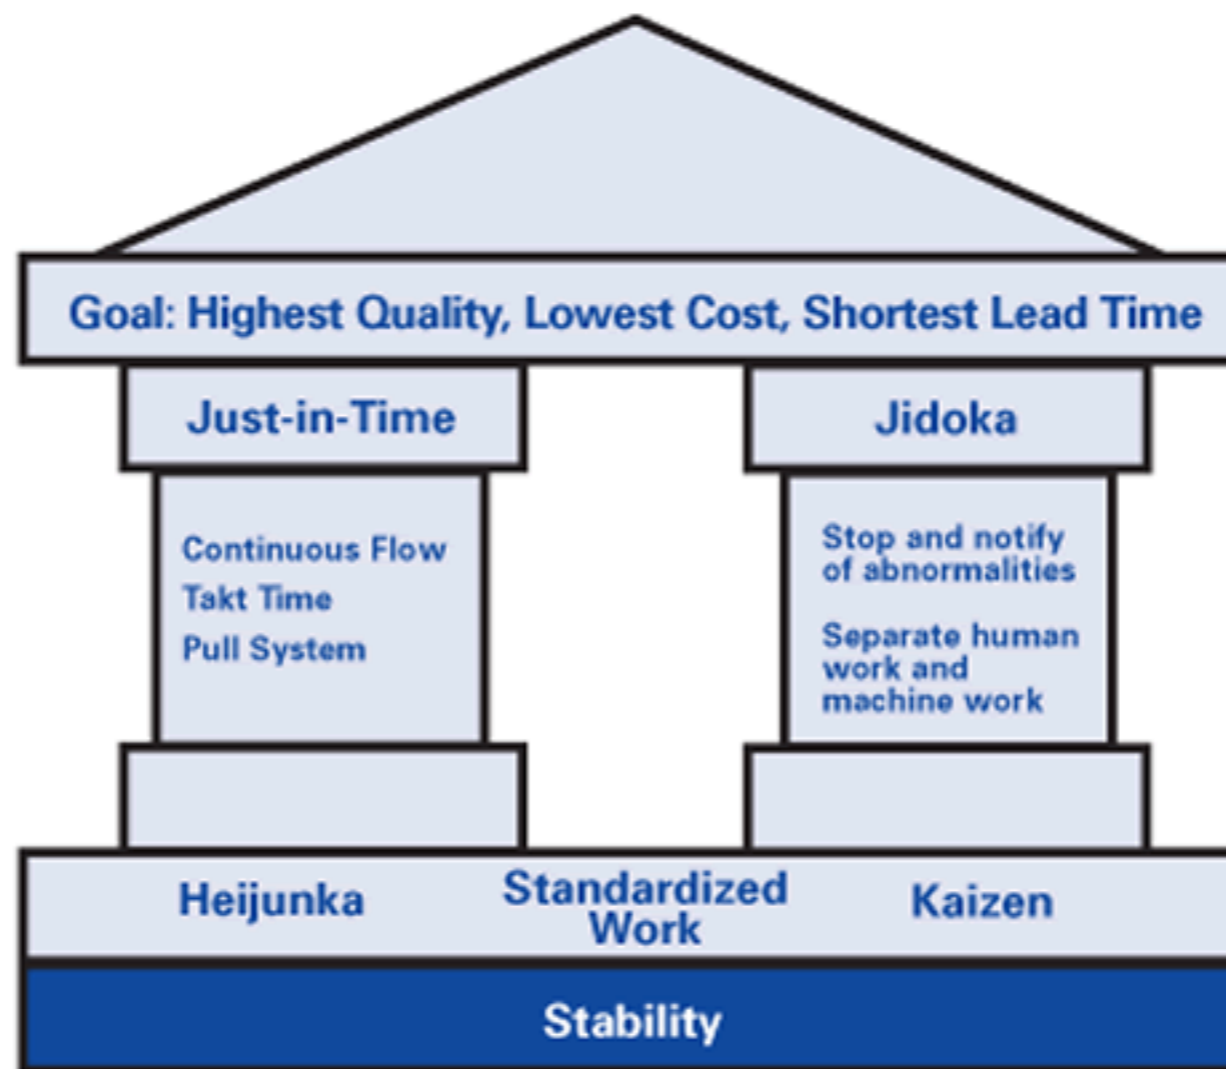 Goal: Highest Quality, Lowest Cost, Shortest Lead Time
Just-in-Time
Jidoka
Continuous Flow
Takt Time
Pull System
Stop and notify
of abnormalities
Separate human
work and
machine work
Heijunka
Standardized
Work
Kaizen
Stability